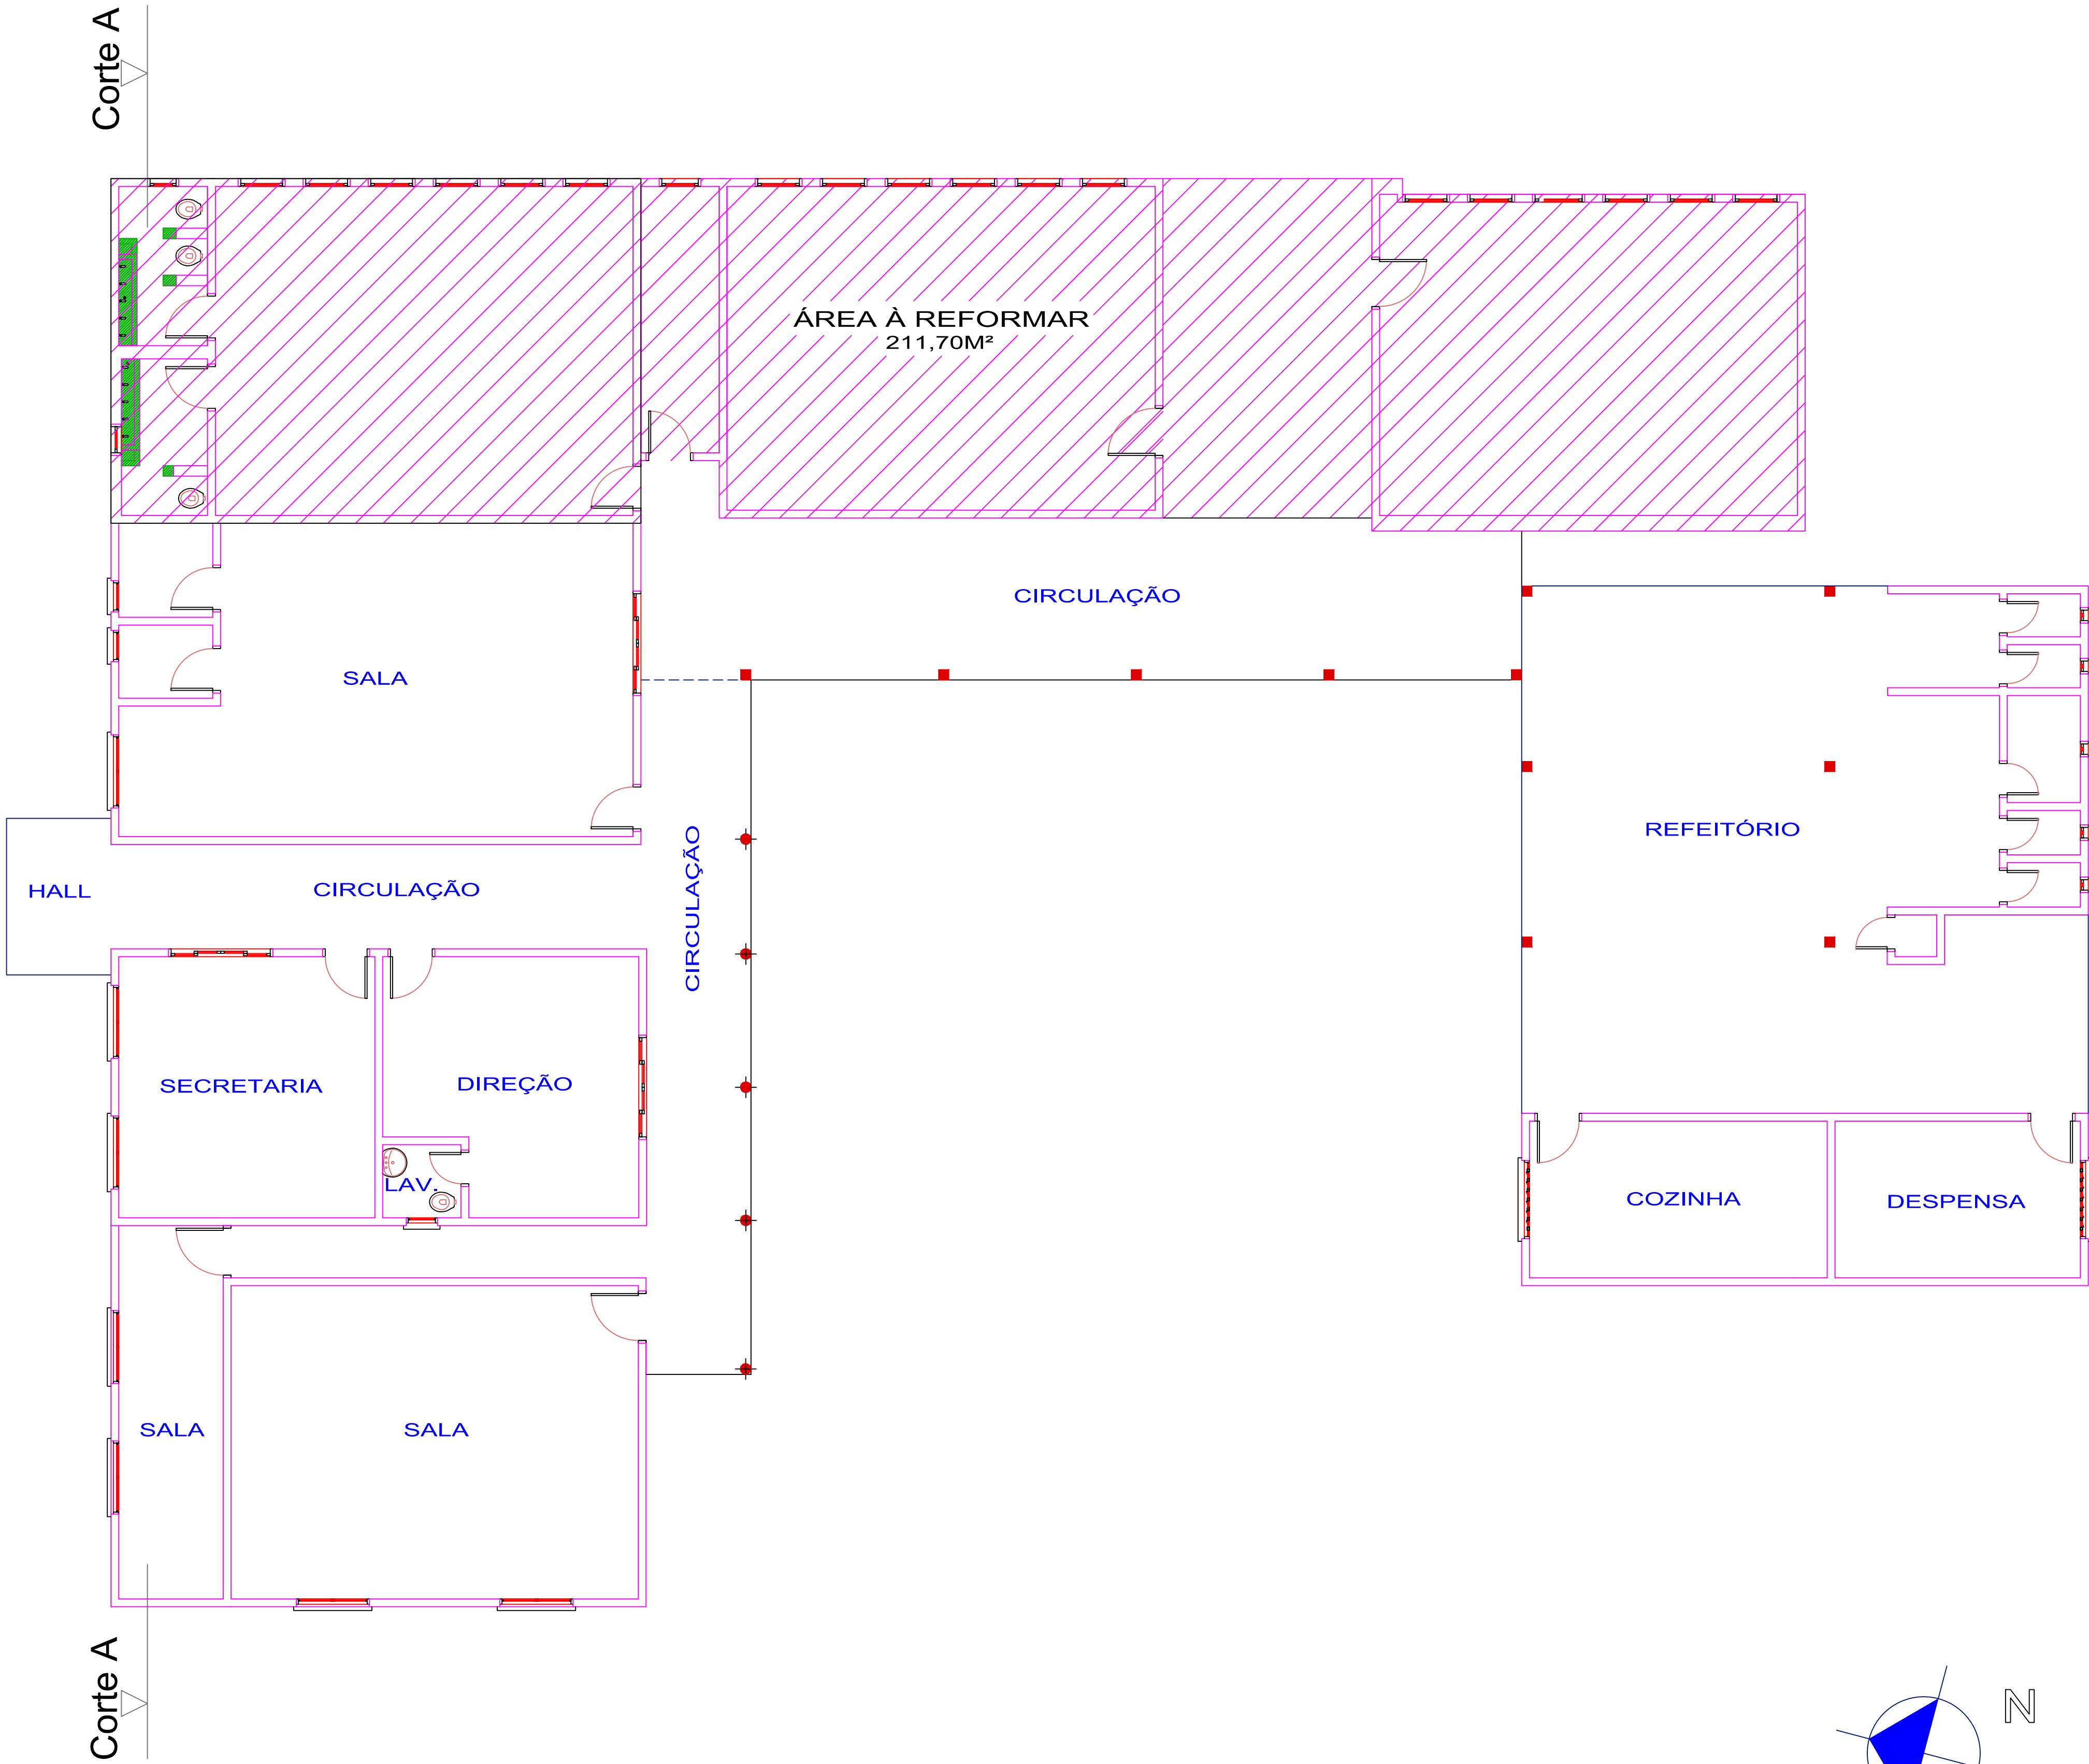 Corte A
ÁREA À REFORMAR
211,70M²
CIRCULAÇÃO
SALA
REFEITÓRIO
CIRCULAÇÃO
HALL
CIRCULAÇÃO
SECRETARIA
DIREÇÃO
LAV.
COZINHA
DESPENSA
SALA
SALA
Corte A
N